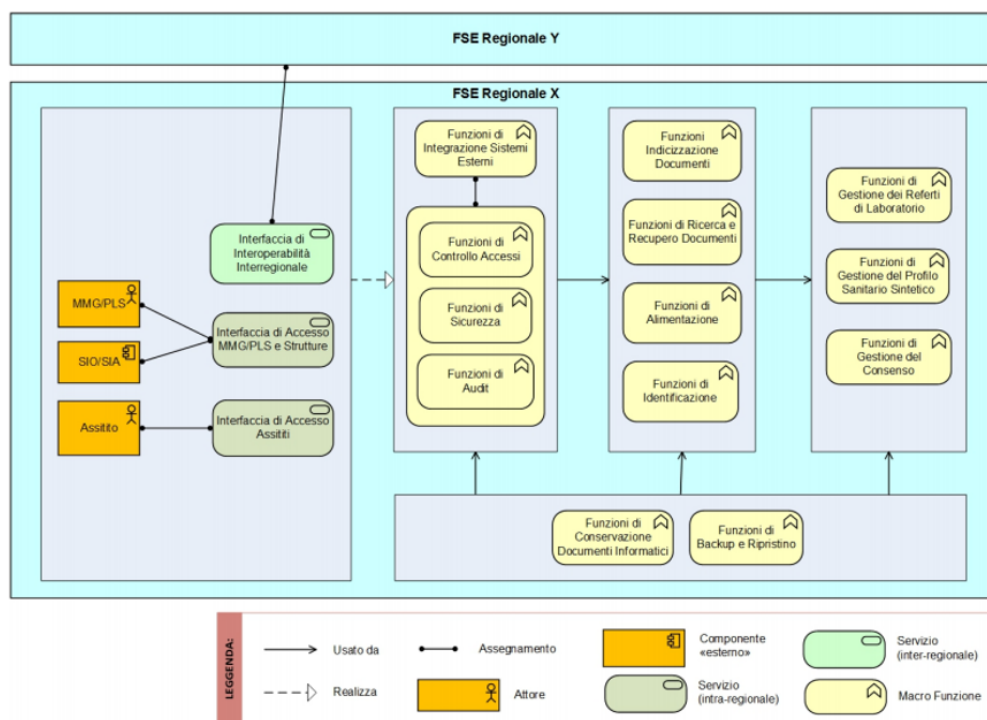 FSE Regionale Y
FSE Regionale X
Interfaccia di
Interoperabilità
Interregionale
MMG/PLS
Interfaccia di Accesso
MMG/PLS e Strutture
SIO/SIA
Assitito
Interfaccia di Accesso
Assititi
Funzioni di
Integrazione Sistemi
Esterni
Funzioni di
Controllo Accessi
Funzioni di
Sicurezza
Funzioni di
Audit
Funzioni
Indicizzazione
Documenti
Funzioni di Ricerca e
Recupero Documenti
Funzioni di
Alimentazione
Funzioni di
Identificazione
Funzioni di
Gestione dei Referti
di Laboratorio
Funzioni di
Gestione del Profilo
Sanitario Sintetico
Funzioni di
Gestione del
Consenso
Funzioni di
Conservazione
Documenti Informatici
Funzioni di
Backup e Ripristino
LEGGENDA:
Usato da
Realizza
Assegnamento
Attore
Componente
«esterno»
Servizio
(intra-regionale)
Servizio
(inter-regionale)
Macro Funzione